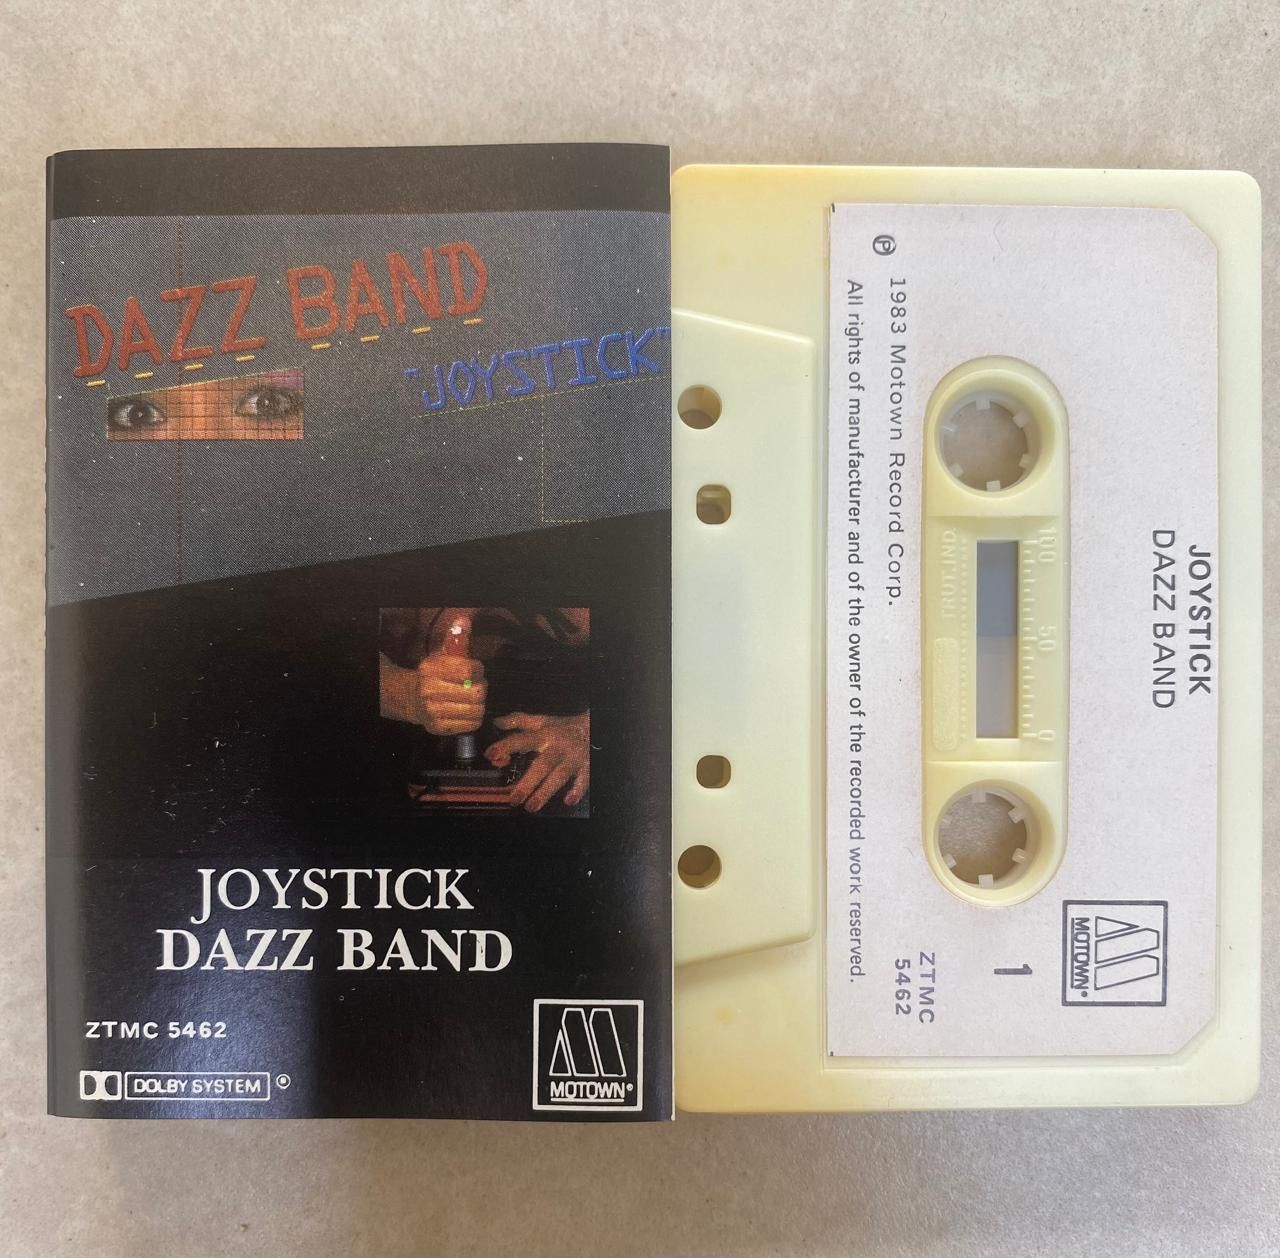 DAZZ BAND
"JOYSTICK"
JOYSTICK
DAZZ BAND
ZTMC 5462
DOLBY SYSTEM ®
MOTOWN®
JOYSTICK
DAZZ BAND
100 50 0
MOTOWN®
1
ZTMC
5462
℗ 1983 Motown Record Corp.
All rights of manufacturer and of the owner of the recorded work reserved.